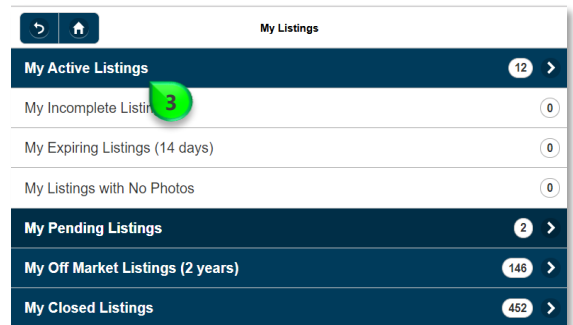 My Listings
My Active Listings 12
3
My Incomplete Listin 0
My Expiring Listings (14 days) 0
My Listings with No Photos 0
My Pending Listings 2
My Off Market Listings (2 years) 146
My Closed Listings 452